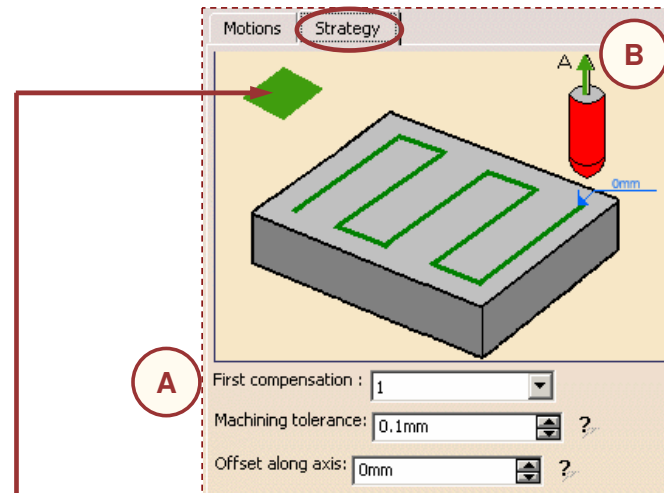 Motions Strategy
A A
B
0mm
A
First compensation : 1
Machining tolerance: 0.1mm ?
Offset along axis: 0mm ?